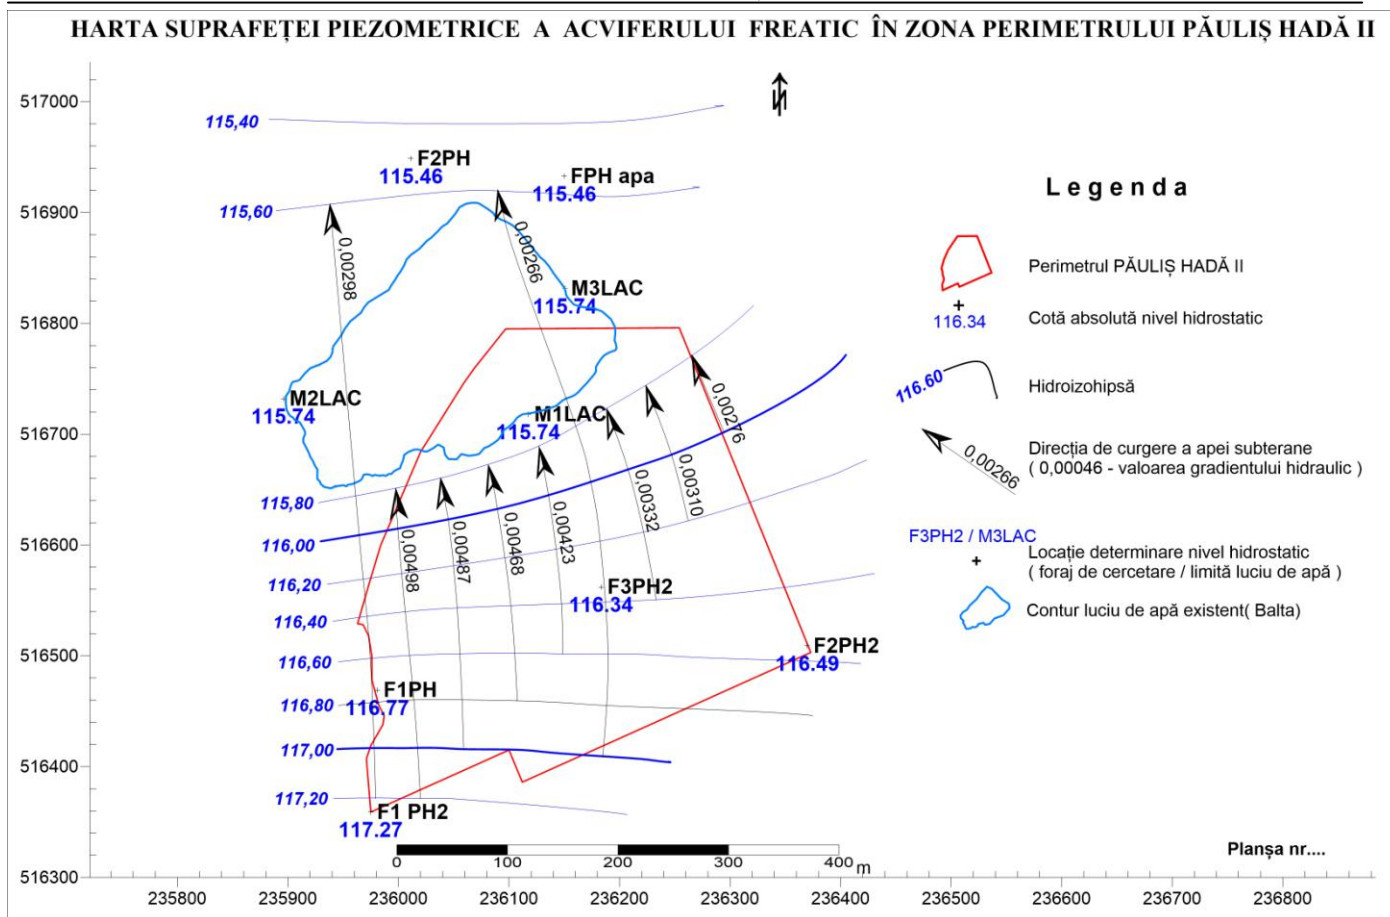 HARTA SUPRAFEȚEI PIEZOMETRICE A ACVIFERULUI FREATIC ÎN ZONA PERIMETRULUI PĂULIȘ HADĂ II
N
517000
516900
516800
516700
516600
516500
516400
516300
115,40
F2PH
115.46
FPH apa
115.46
115,60
0,00298
0,00266
M3LAC
115.74
M2LAC
115.74
M1LAC
115.74
0,00276
115,80
0,00310
0,00332
116,00
0,00498
0,00487
0,00468
0,00423
116,20
F3PH2
116.34
116,40
F2PH2
116.49
116,60
F1PH
116.77
116,80
117,00
117,20
F1 PH2
117.27
0
100
200
300
400
m
235800
235900
236000
236100
236200
236300
236400
236500
236600
236700
236800
Legenda
Perimetrul PĂULIȘ HADĂ II
116.34
Cotă absolută nivel hidrostatic
116.60
Hidroizohipsă
0,00266
Direcția de curgere a apei subterane
( 0,00046 - valoarea gradientului hidraulic )
F3PH2 / M3LAC
Locație determinare nivel hidrostatic
( foraj de cercetare / limită luciu de apă )
Contur luciu de apă existent( Balta)
Planșa nr....